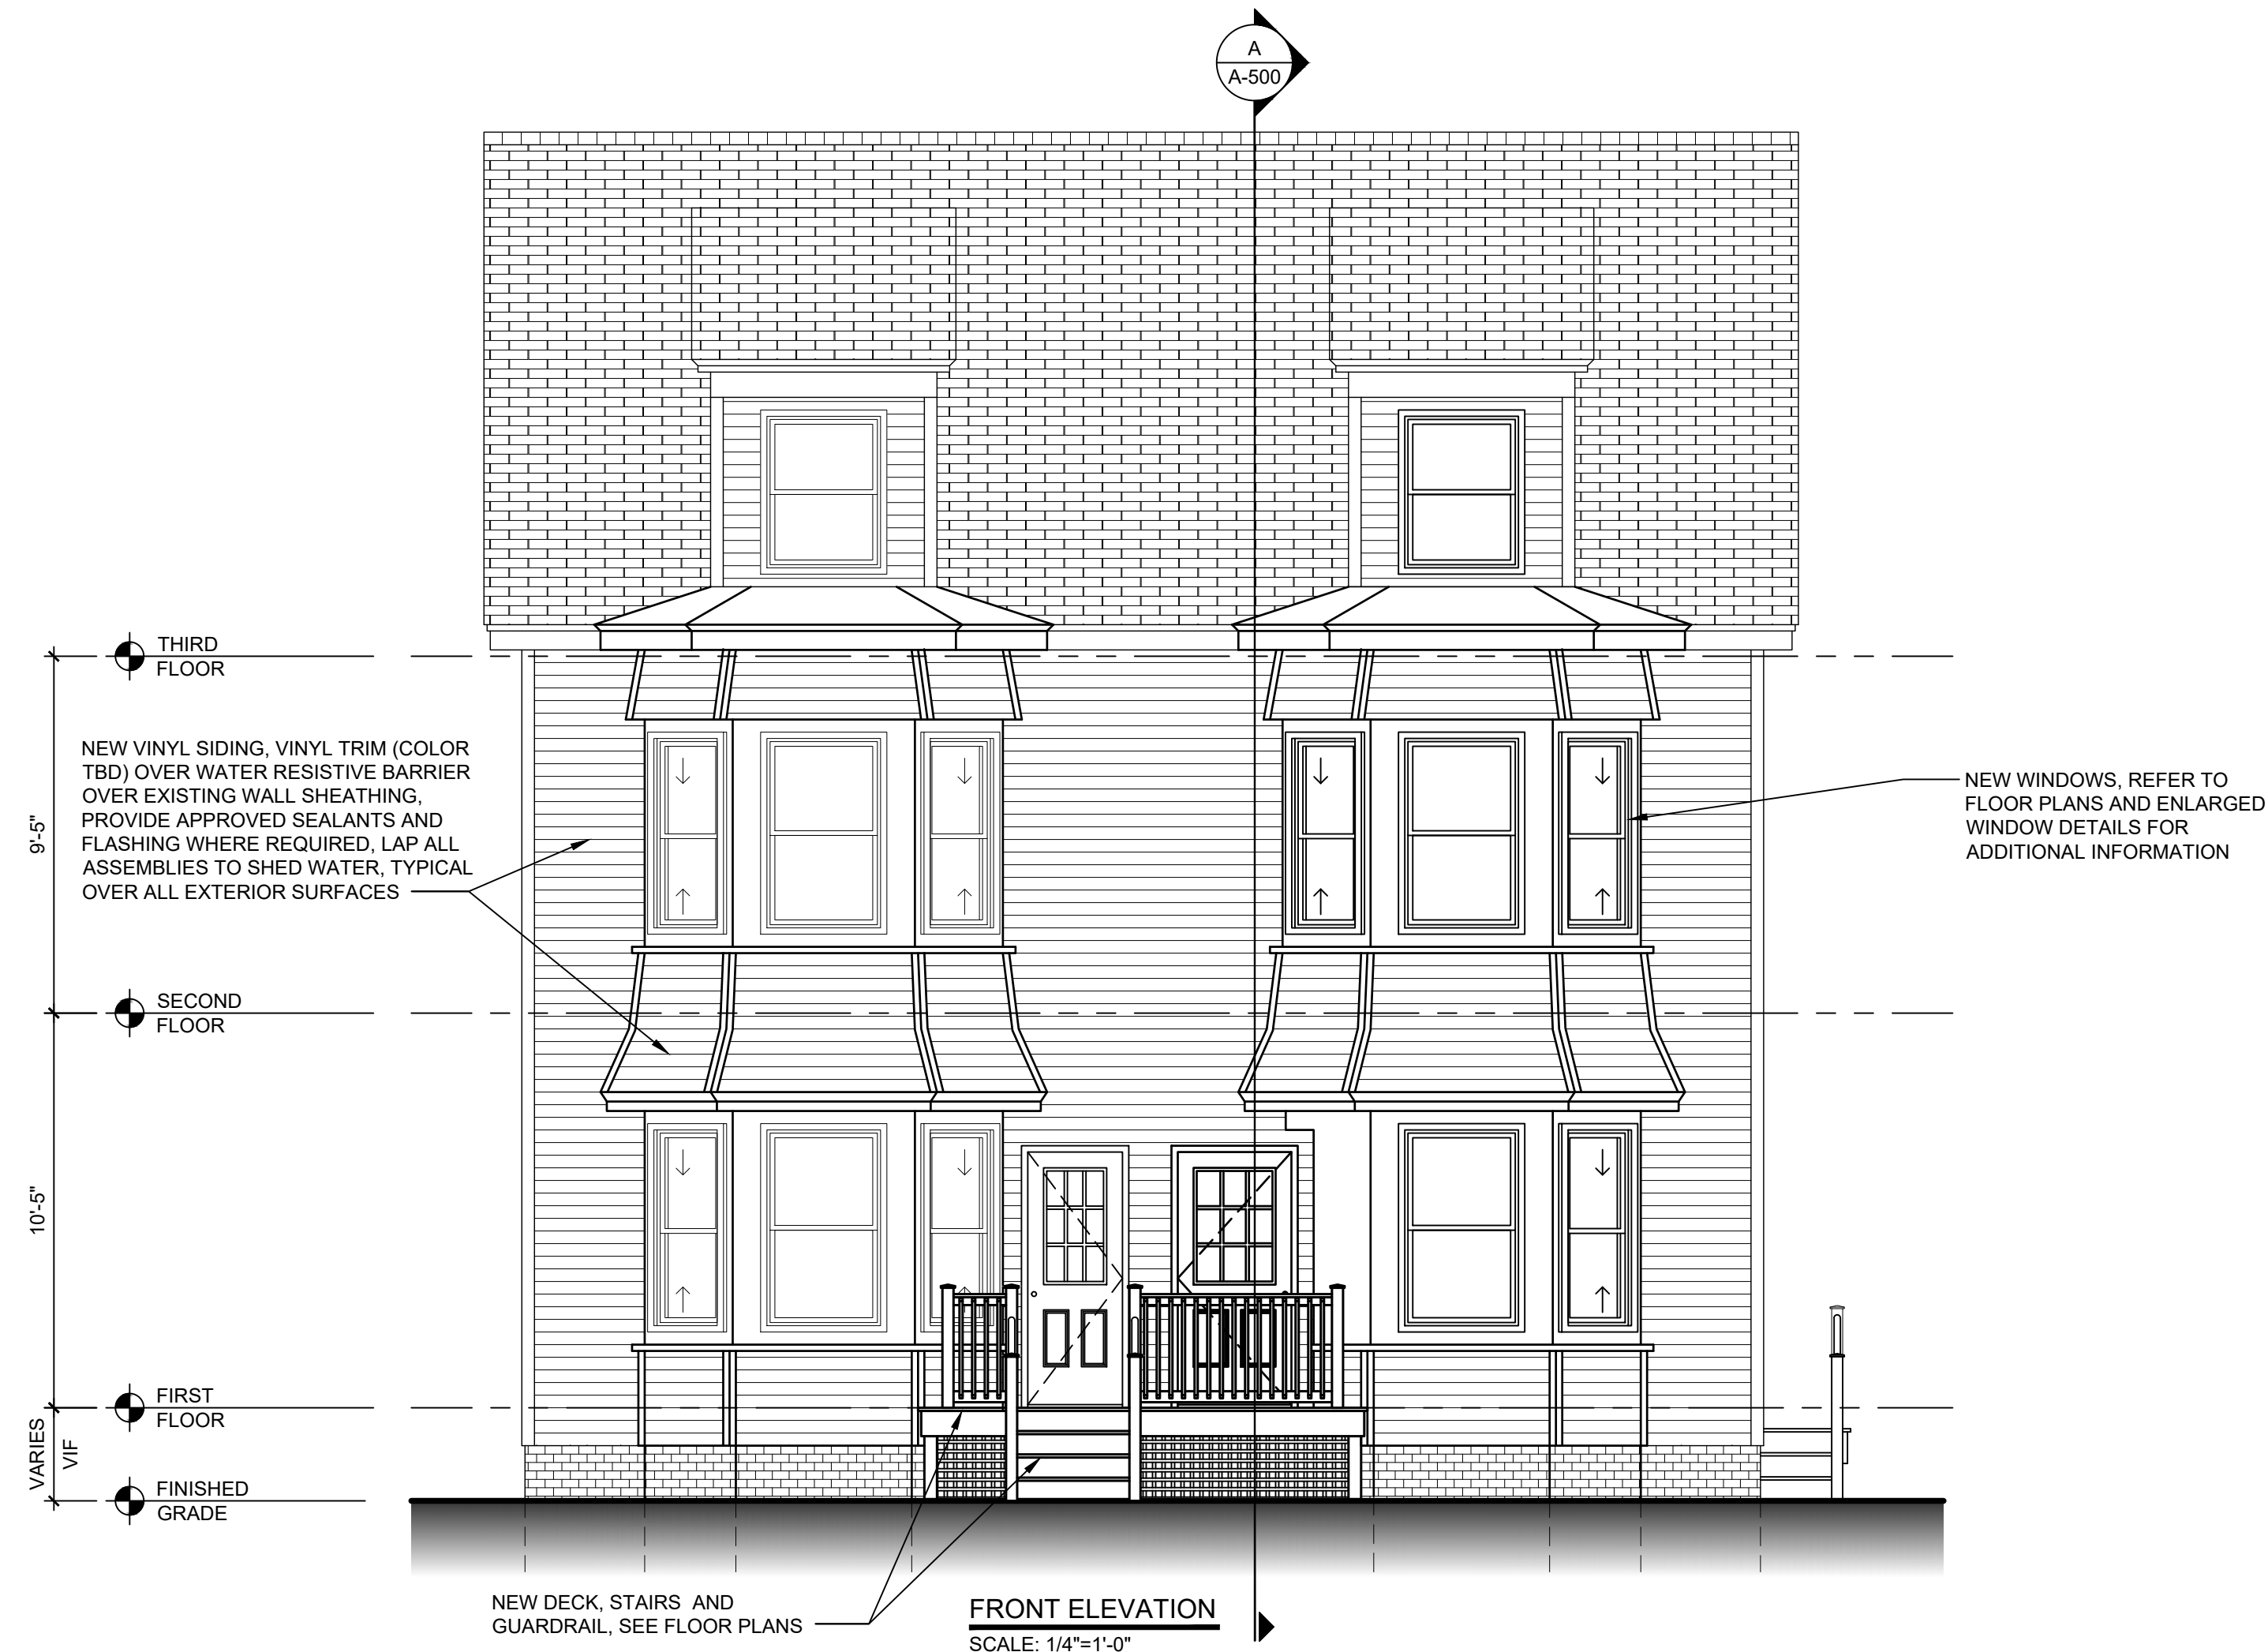 A
A-500
THIRD
FLOOR
NEW VINYL SIDING, VINYL TRIM (COLOR
TBD) OVER WATER RESISTIVE BARRIER
OVER EXISTING WALL SHEATHING,
PROVIDE APPROVED SEALANTS AND
FLASHING WHERE REQUIRED, LAP ALL
ASSEMBLIES TO SHED WATER, TYPICAL
OVER ALL EXTERIOR SURFACES
NEW WINDOWS, REFER TO
FLOOR PLANS AND ENLARGED
WINDOW DETAILS FOR
ADDITIONAL INFORMATION
9'-5"
SECOND
FLOOR
10'-5"
FIRST
FLOOR
VARIES
VIF
FINISHED
GRADE
NEW DECK, STAIRS AND
GUARDRAIL, SEE FLOOR PLANS
FRONT ELEVATION
SCALE: 1/4"=1'-0"